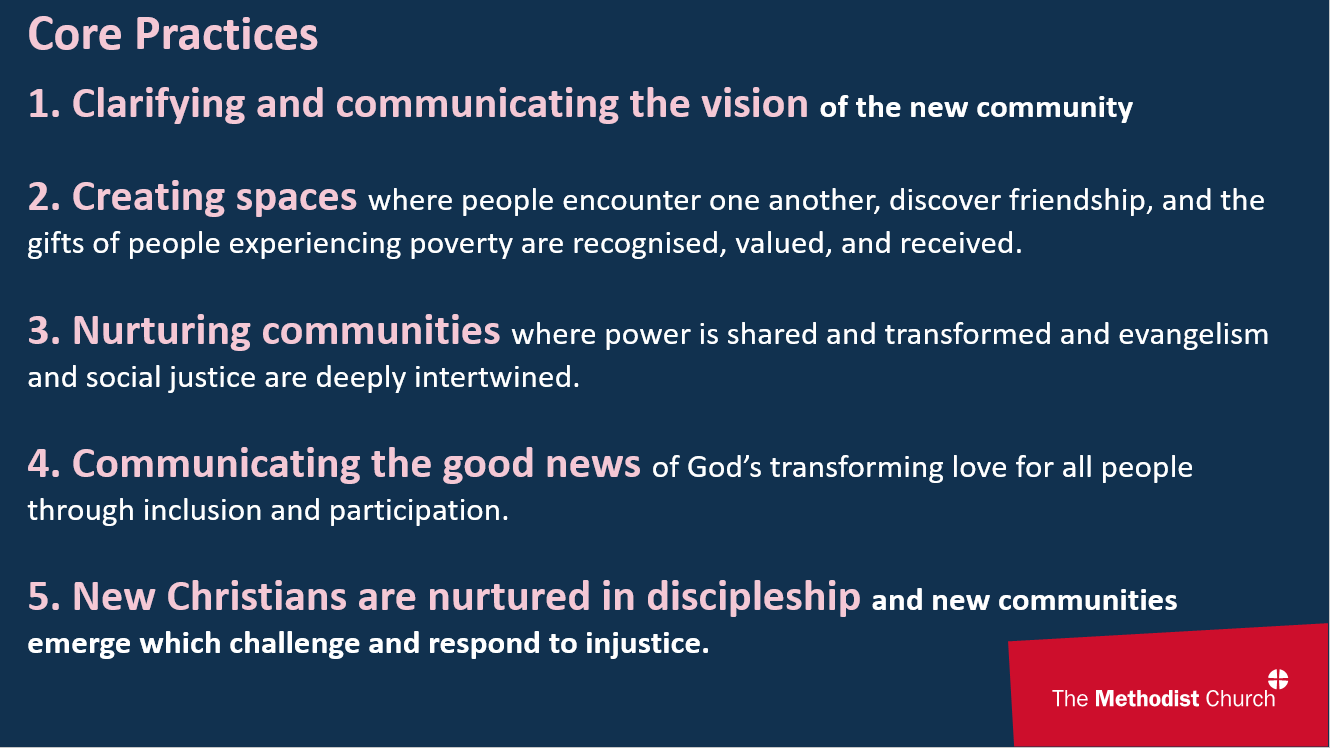 Core Practices
1. Clarifying and communicating the vision of the new community
2. Creating spaces where people encounter one another, discover friendship, and the
gifts of people experiencing poverty are recognised, valued, and received.
3. Nurturing communities where power is shared and transformed and evangelism
and social justice are deeply intertwined.
4. Communicating the good news of God’s transforming love for all people
through inclusion and participation.
5. New Christians are nurtured in discipleship and new communities
emerge which challenge and respond to injustice.
The Methodist Church